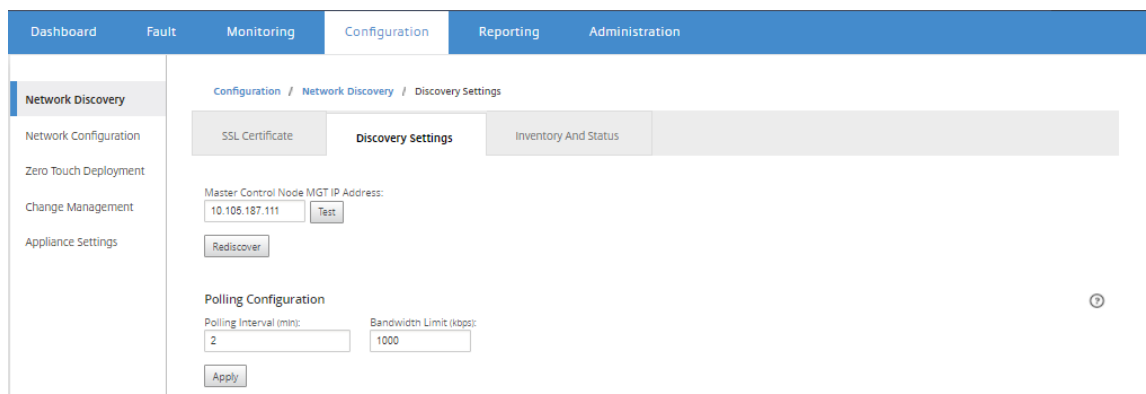 Dashboard Fault Monitoring Configuration Reporting Administration
Network Discovery
Network Configuration
Zero Touch Deployment
Change Management
Appliance Settings
Configuration / Network Discovery / Discovery Settings
SSL Certificate Discovery Settings Inventory And Status
Master Control Node MGT IP Address:
10.105.187.111 Test
Rediscover
Polling Configuration ?
Polling Interval (min): Bandwidth Limit (kbps):
2 1000
Apply